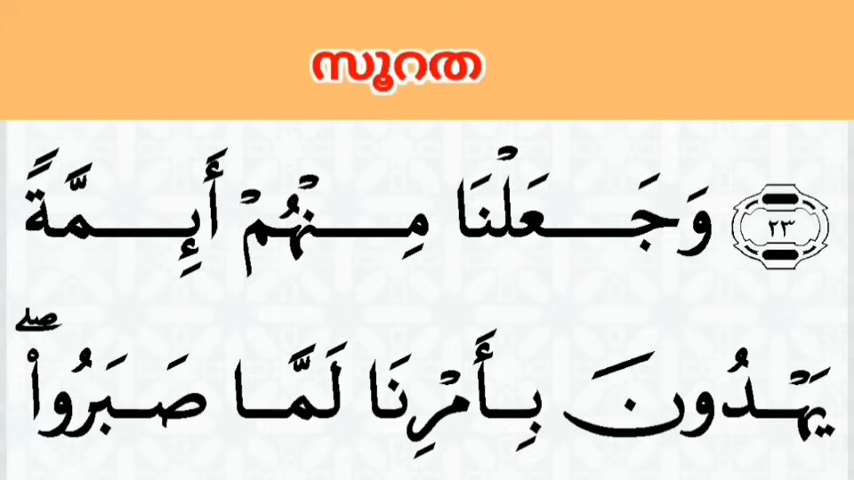 സൂറത
٢٣ وَجَعَلْنَا مِنْهُمْ أَئِمَّةً
يَهْدُونَ بِأَمْرِنَا لَمَّا صَبَرُوا۟ ۖ